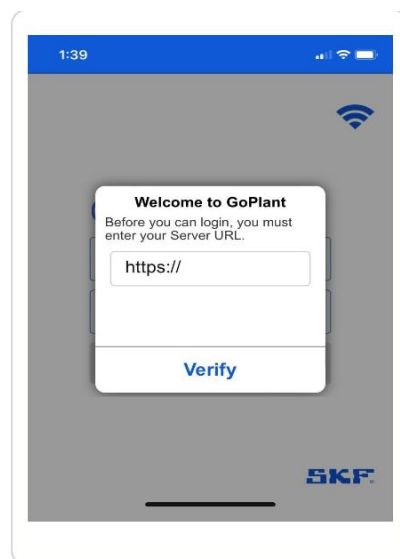 1:39
Welcome to GoPlant
Before you can login, you must
enter your Server URL.
https://
Verify
SKF